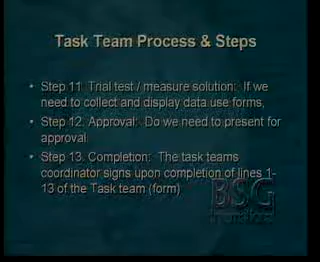 Task Team Process & Steps
• Step 11. Trial test / measure solution: If we
need to collect and display data use forms,
• Step 12. Approval: Do we need to present for
approval.
• Step 13. Completion: The task teams
coordinator signs upon completion of lines 1-
13 of the Task team (form)
BSG